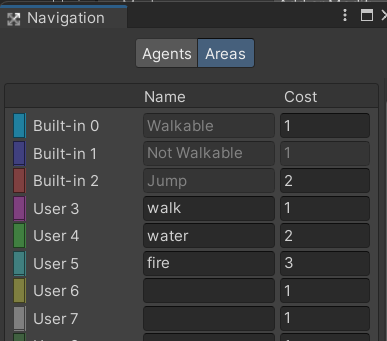 Navigation
Agents Areas
Name Cost
Built-in 0 Walkable 1
Built-in 1 Not Walkable 1
Built-in 2 Jump 2
User 3 walk 1
User 4 water 2
User 5 fire 3
User 6 1
User 7 1